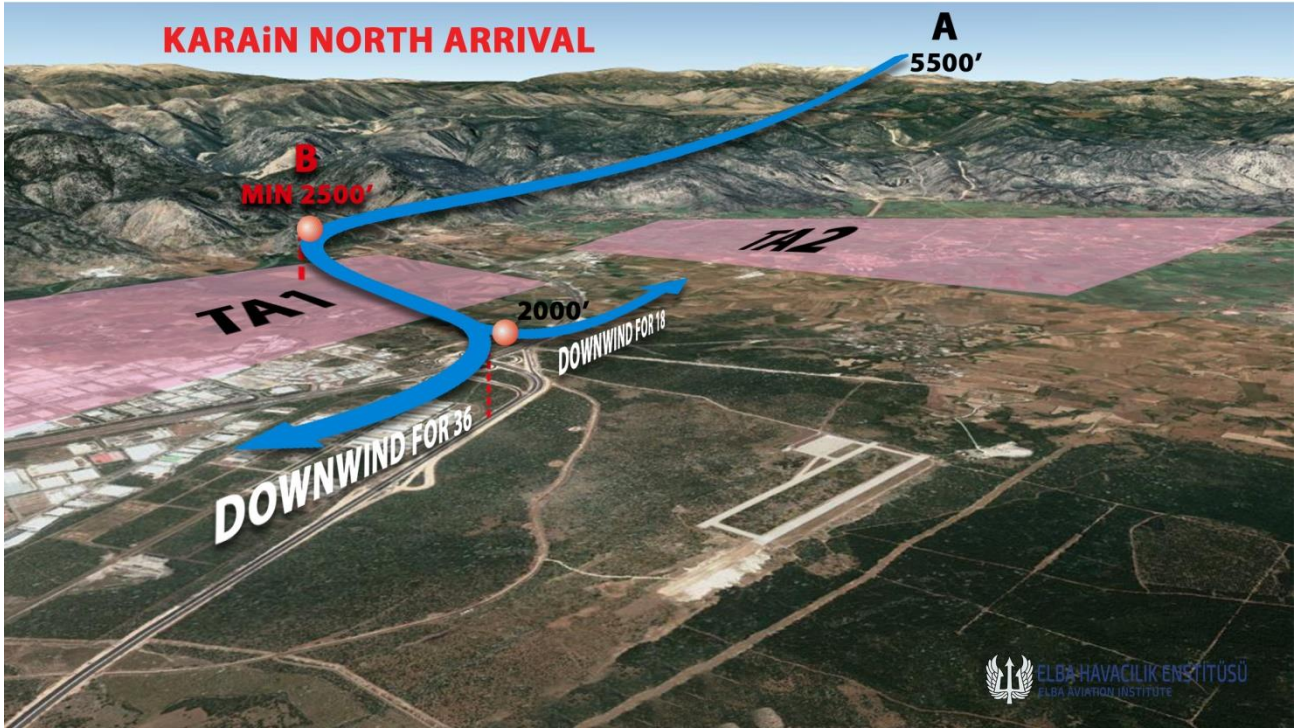 KARAiN NORTH ARRIVAL
A
5500’
B
MIN 2500’
TA2
TA1
2000’
DOWNWIND FOR 18
DOWNWIND FOR 36
ELBA HAVACILIK ENSTİTÜSÜ
ELBA AVIATION INSTITUTE